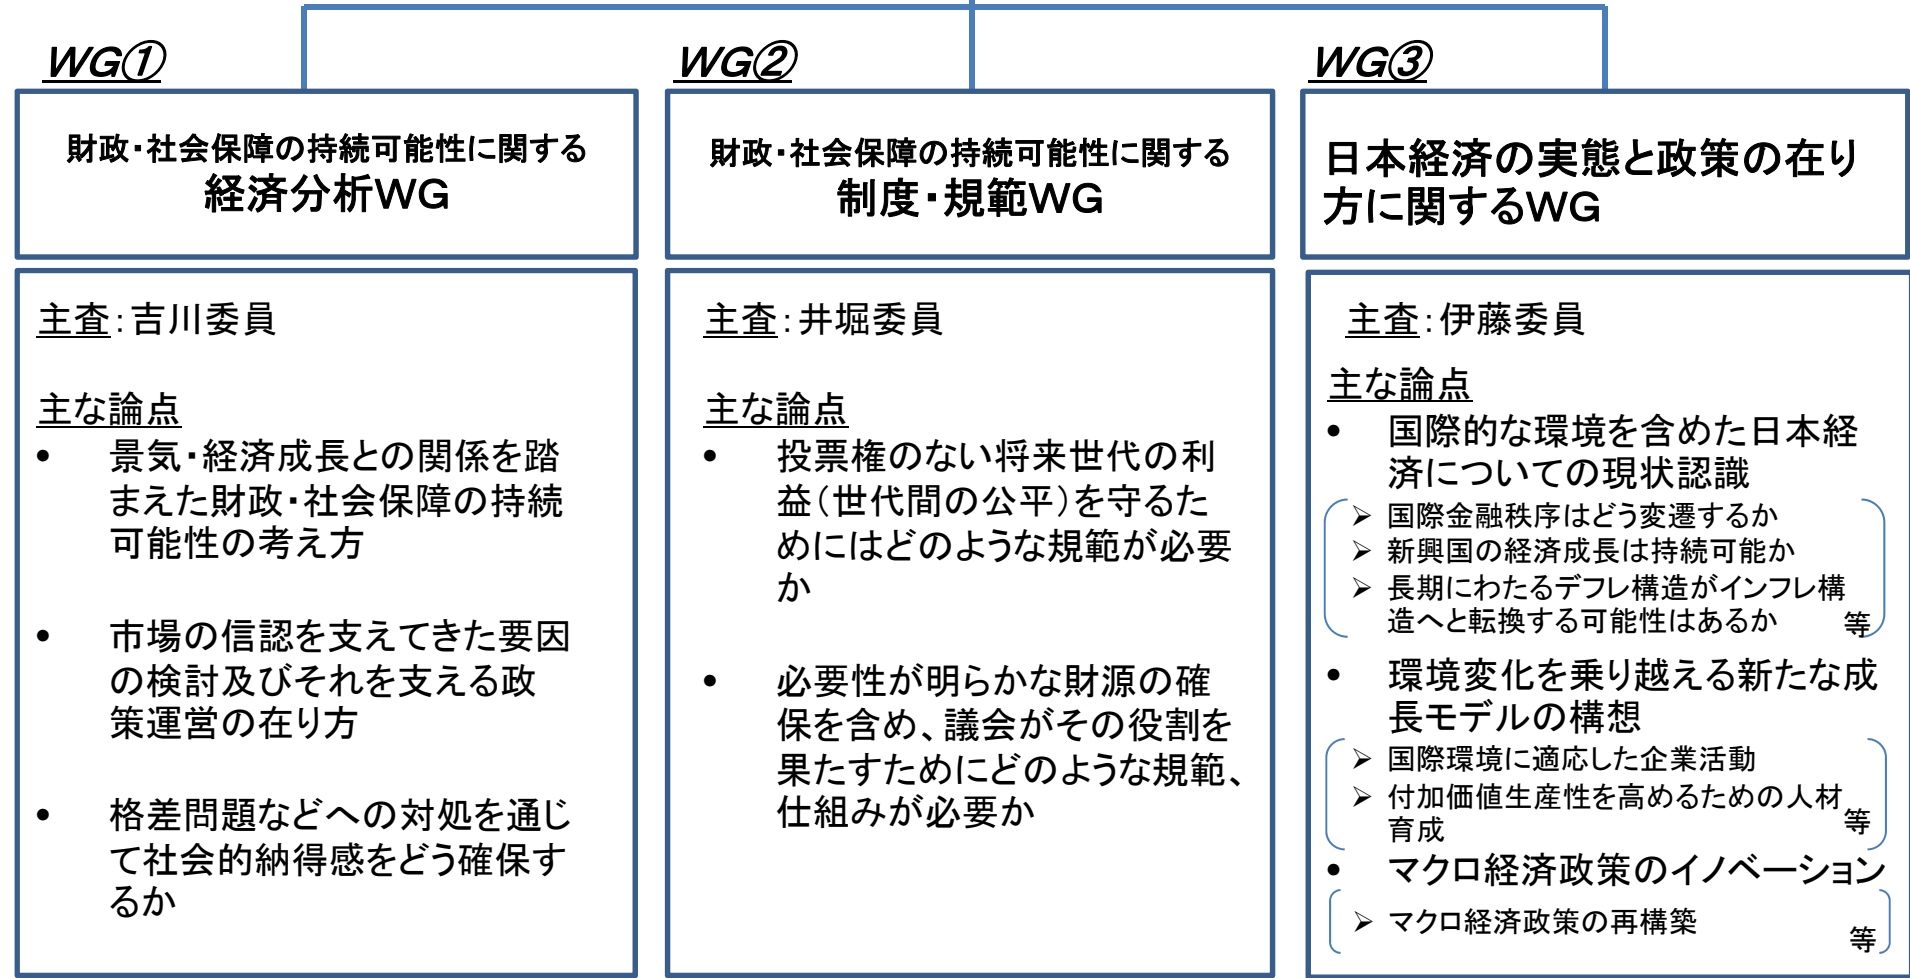 WG①
財政・社会保障の持続可能性に関する
経済分析WG
主査：吉川委員
主な論点
• 景気・経済成長との関係を踏
まえた財政・社会保障の持続
可能性の考え方
• 市場の信認を支えてきた要因
の検討及びそれを支える政
策運営の在り方
• 格差問題などへの対処を通じ
て社会的納得感をどう確保す
るか
WG②
財政・社会保障の持続可能性に関する
制度・規範WG
主査：井堀委員
主な論点
• 投票権のない将来世代の利
益（世代間の公平）を守るた
めにはどのような規範が必要
か
• 必要性が明らかな財源の確
保を含め、議会がその役割を
果たすためにどのような規範、
仕組みが必要か
WG③
日本経済の実態と政策の在り
方に関するWG
主査：伊藤委員
主な論点
• 国際的な環境を含めた日本経
済についての現状認識
➢ 国際金融秩序はどう変遷するか
➢ 新興国の経済成長は持続可能か
➢ 長期にわたるデフレ構造がインフレ構
造へと転換する可能性はあるか 等
• 環境変化を乗り越える新たな成
長モデルの構想
➢ 国際環境に適応した企業活動
➢ 付加価値生産性を高めるための人材
育成 等
• マクロ経済政策のイノベーション
➢ マクロ経済政策の再構築 等